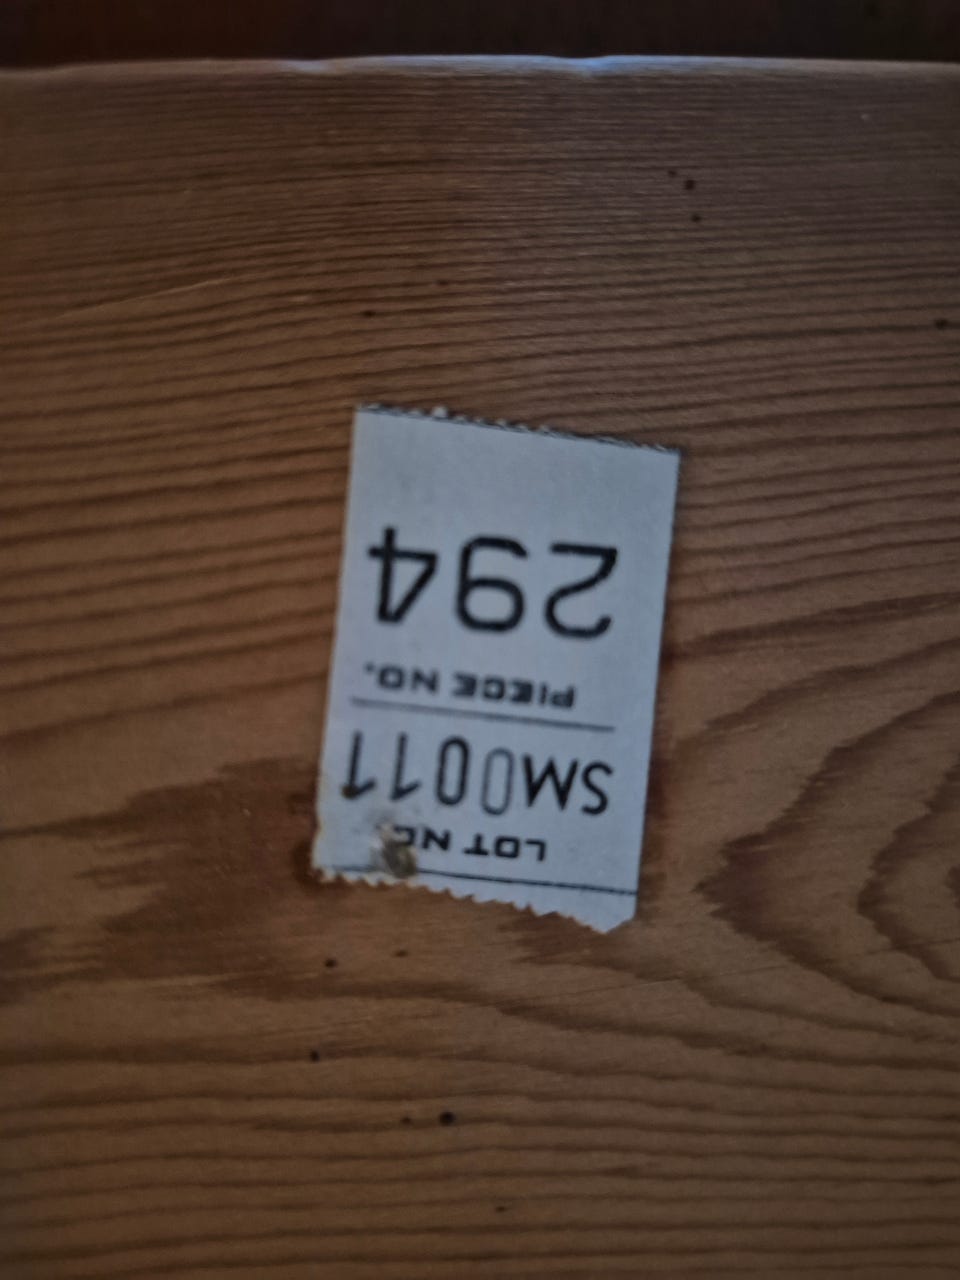 LOT NO
SM0011
PIECE NO.
294